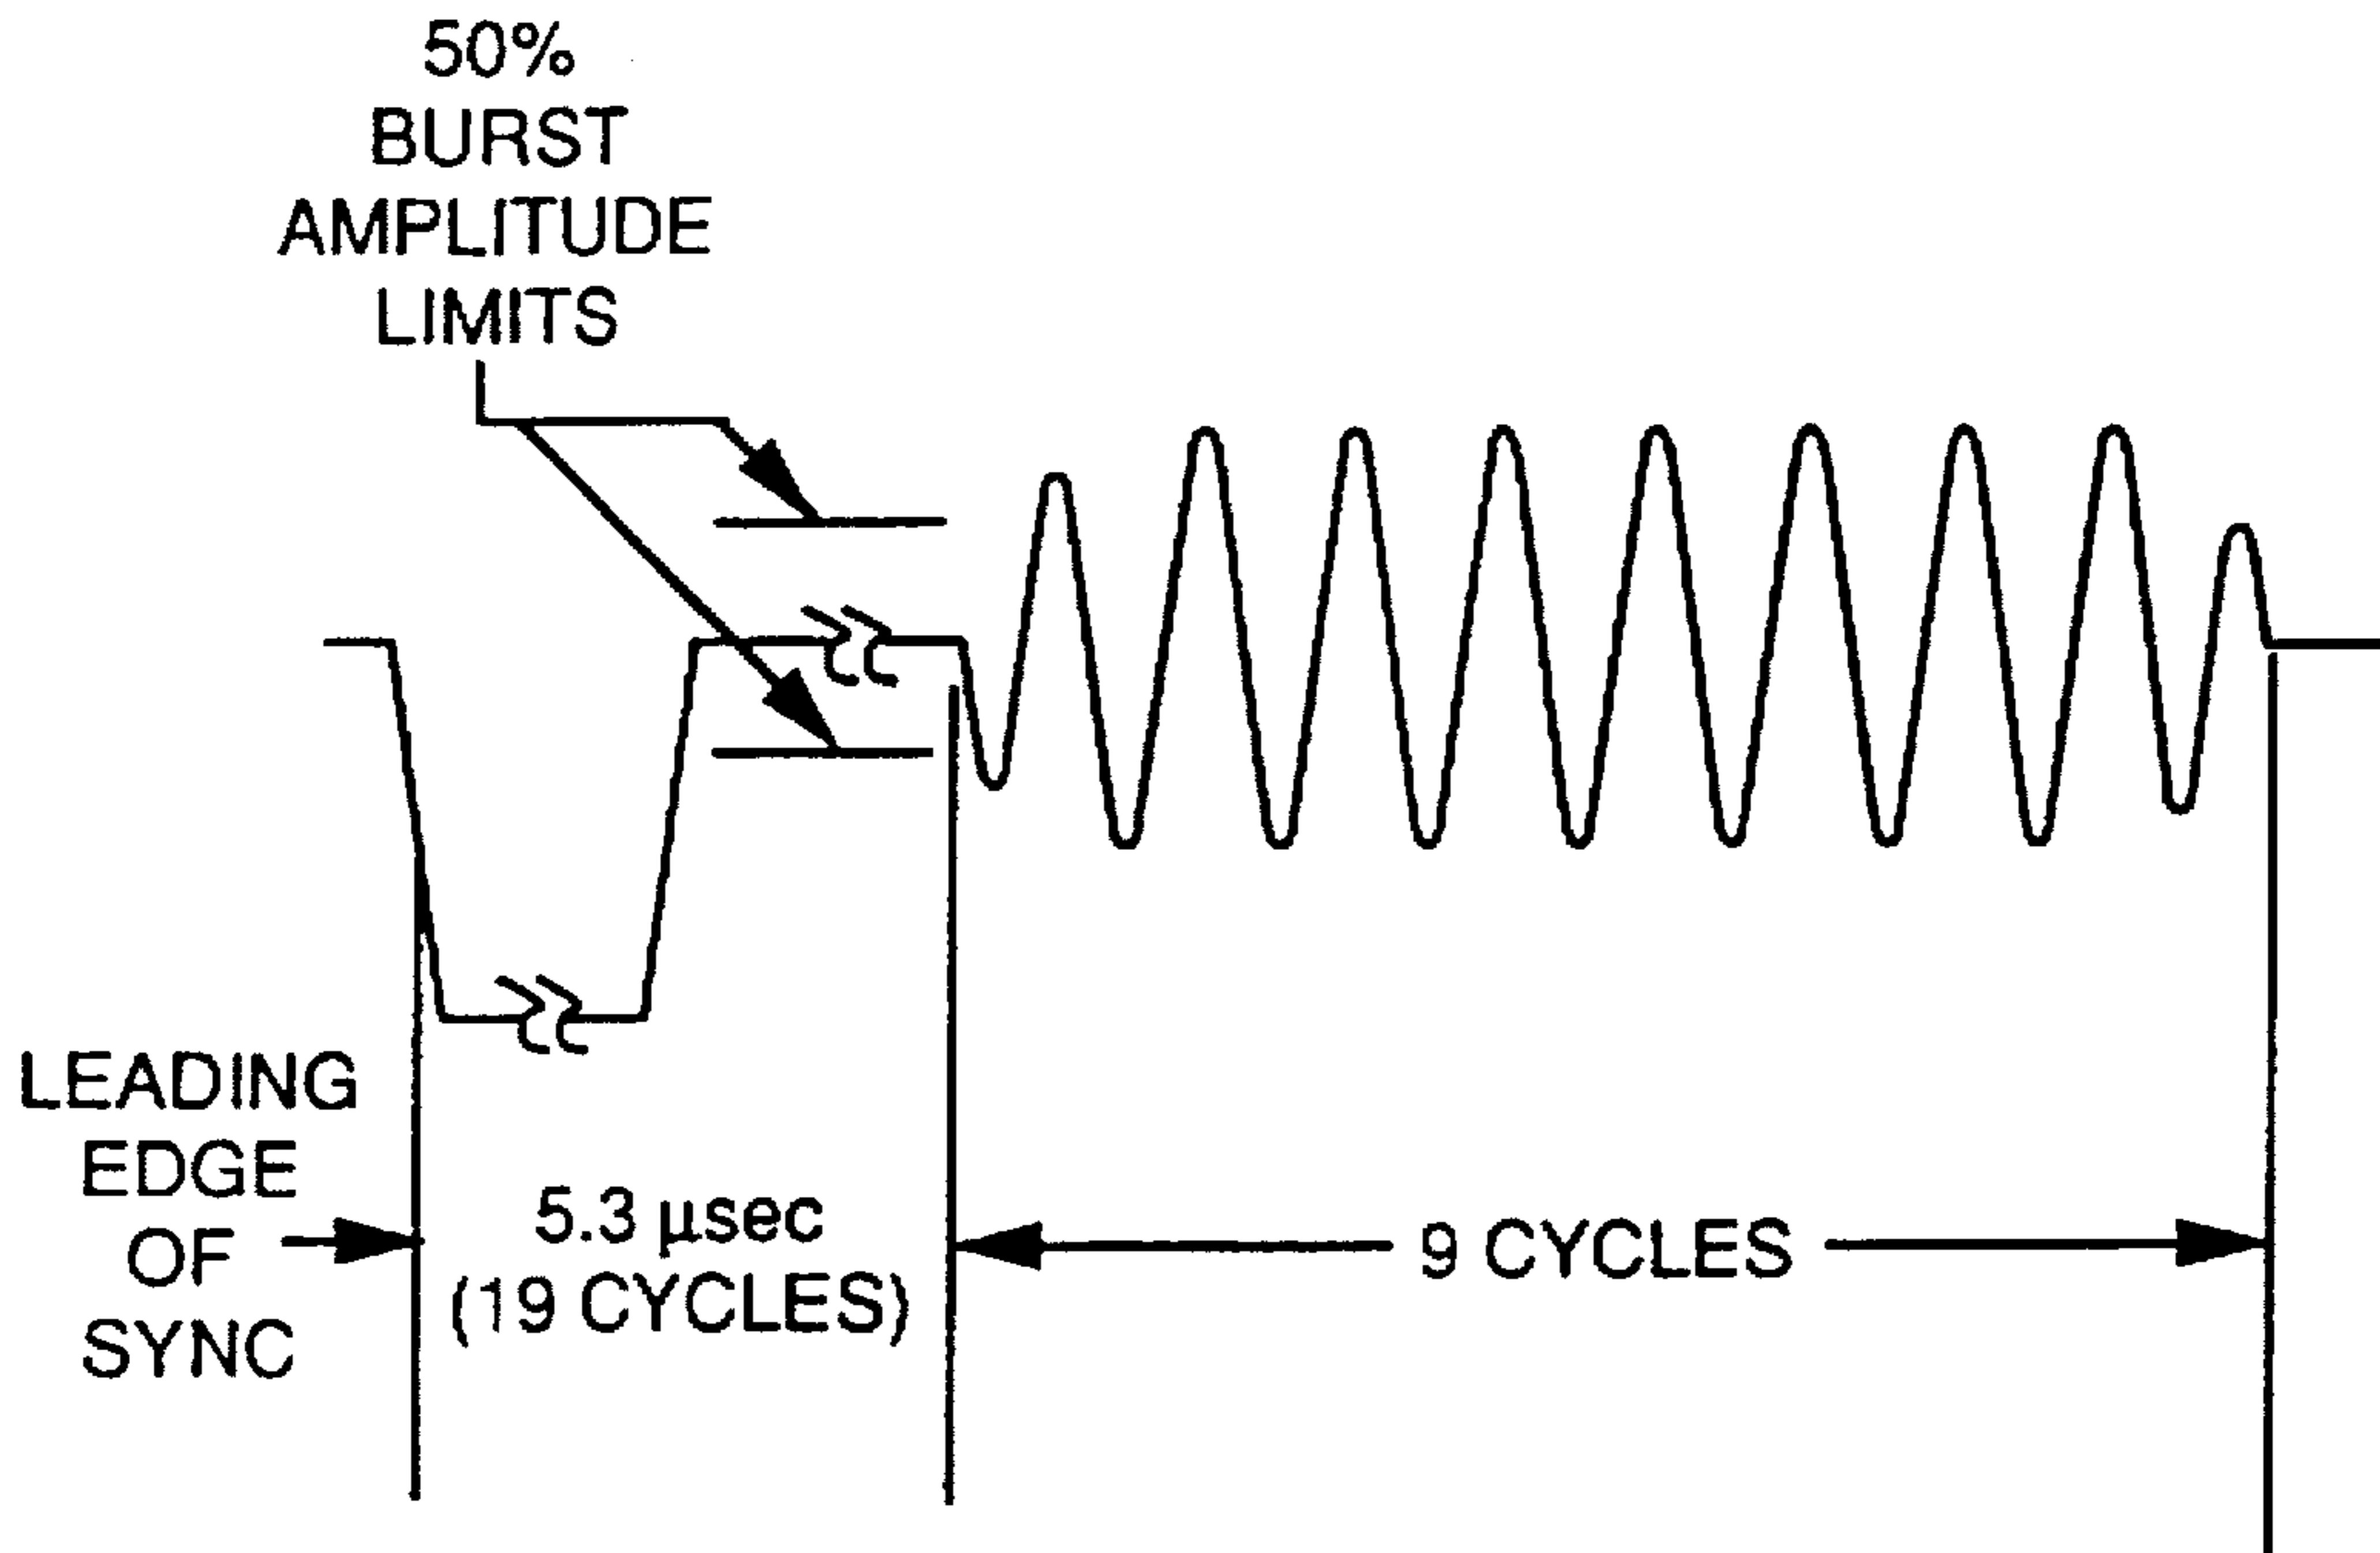 50%
BURST
AMPLITUDE
LIMITS
LEADING
EDGE
OF
SYNC
5.3 µsec
(19 CYCLES)
9 CYCLES